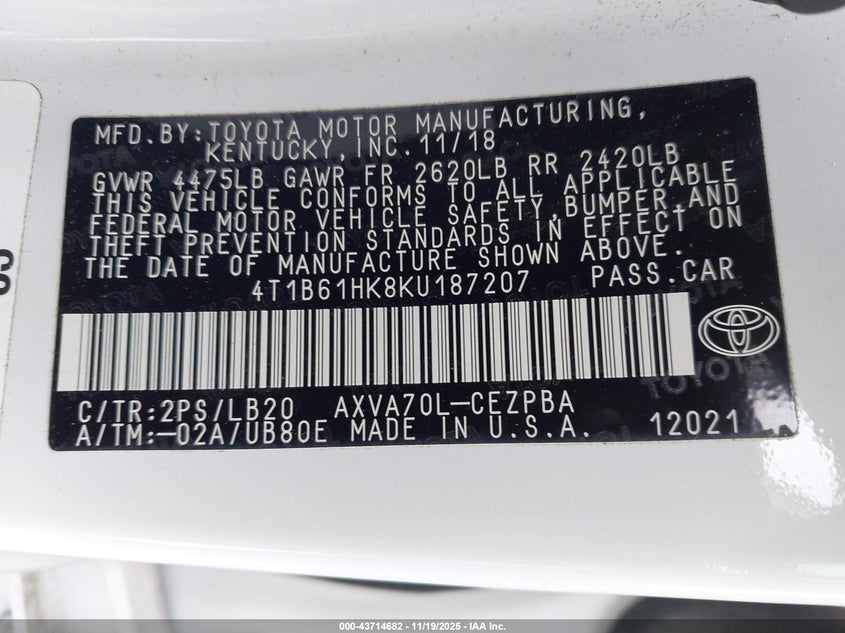 MFD.BY:TOYOTA MOTOR MANUFACTURING,
KENTUCKY,INC.11/18
GVWR 4475LB GAWR FR 2620LB RR 2420LB
THIS VEHICLE CONFORMS TO ALL APPLICABLE
FEDERAL MOTOR VEHICLE SAFETY,BUMPER,AND
THEFT PREVENTION STANDARDS IN EFFECT ON
THE DATE OF MANUFACTURE SHOWN ABOVE.
4T1B61HK8KU187207 PASS.CAR
C/TR:2PS/LB20 AXVA70L-CEZPBA
A/TM:-02A/UB80E MADE IN U.S.A. 12021
000-43714682 - 11/19/2025 - IAA Inc.